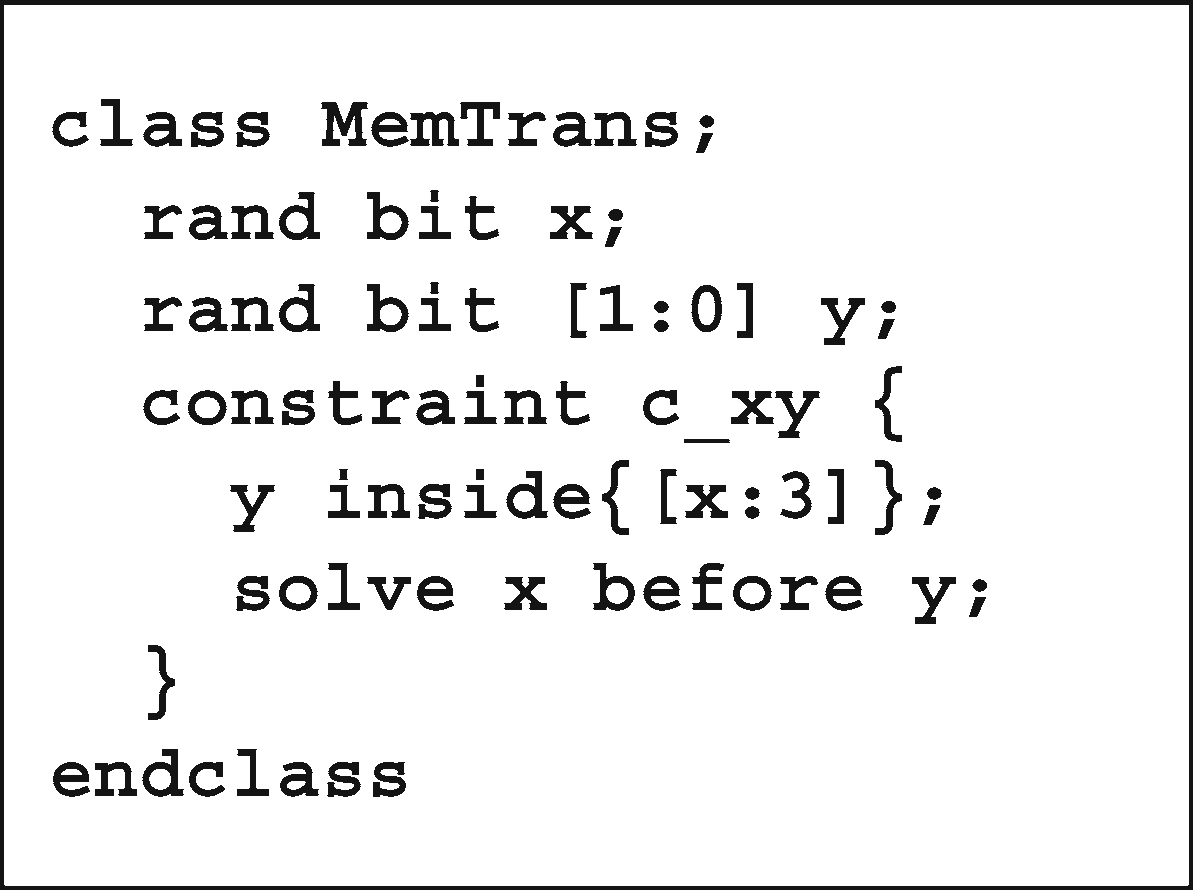 class MemTrans;
  rand bit x;
  rand bit [1:0] y;
  constraint c_xy {
    y inside{[x:3]};
    solve x before y;
  }
endclass